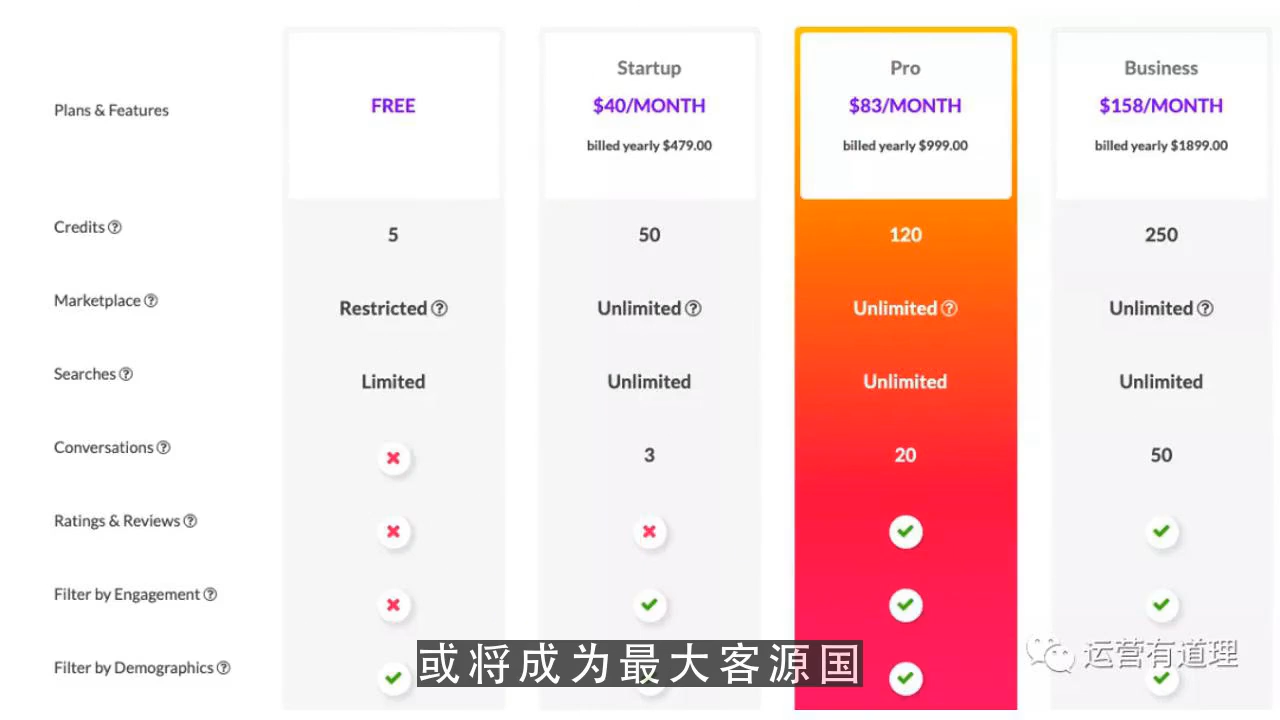 Startup Pro Business
Plans & Features FREE $40/MONTH $83/MONTH $158/MONTH
billed yearly $479.00 billed yearly $999.00 billed yearly $1899.00
Credits 5 50 120 250
Marketplace Restricted Unlimited Unlimited Unlimited
Searches Limited Unlimited Unlimited Unlimited
Conversations 3 20 50
Ratings & Reviews
Filter by Engagement
Filter by Demographics
或将成为最大客源国
运营有道理